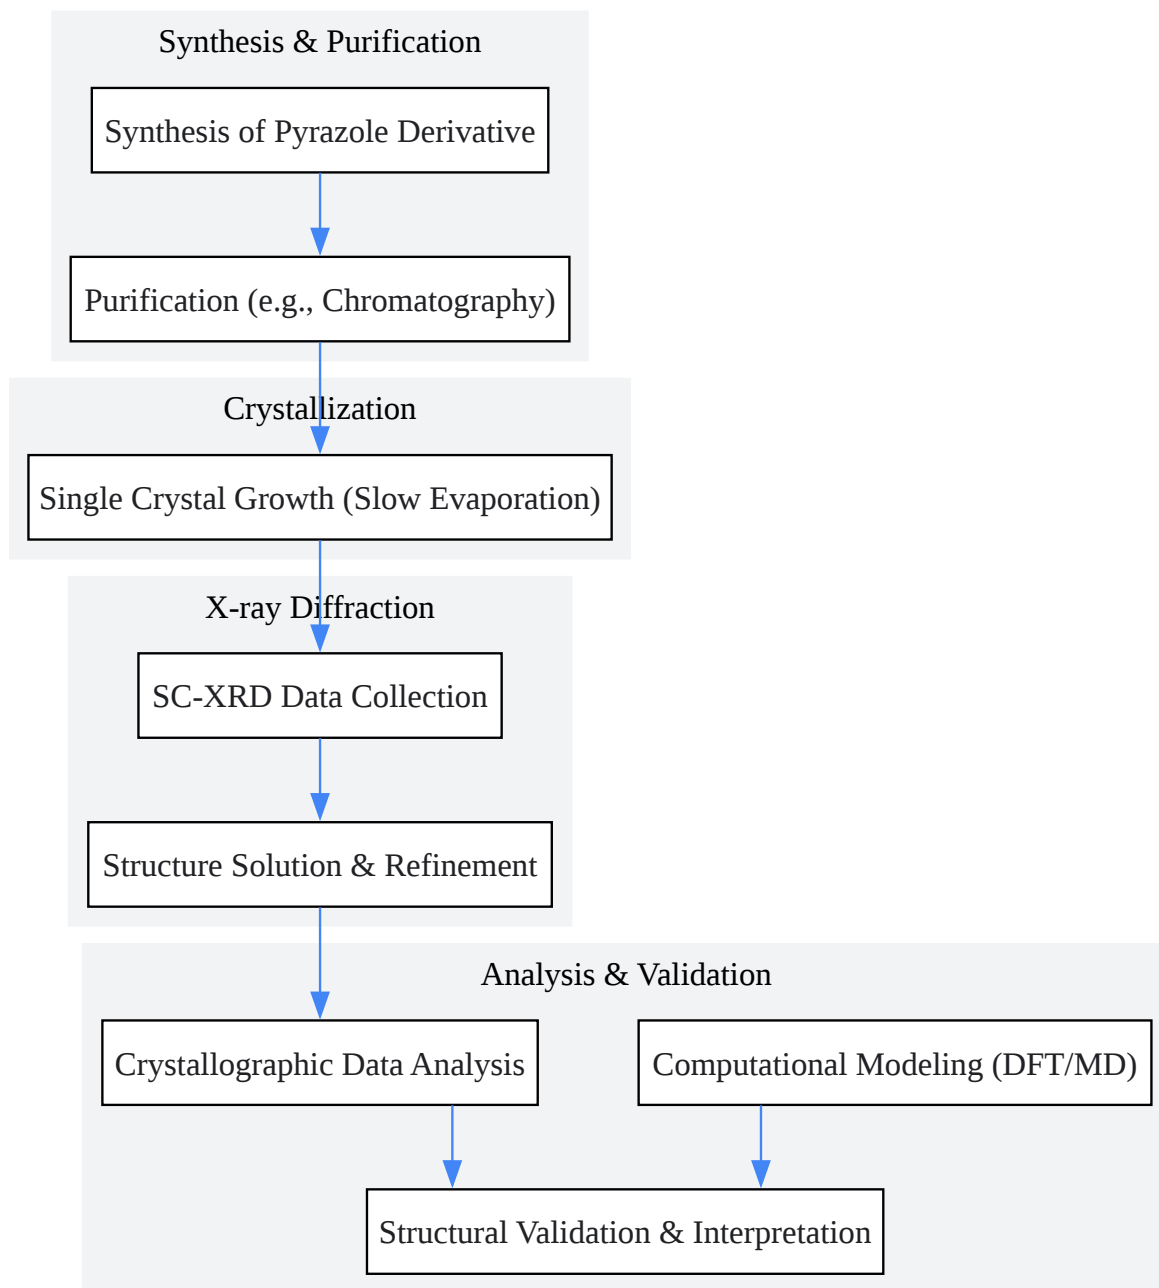 Synthesis & Purification
Synthesis of Pyrazole Derivative
Purification (e.g., Chromatography)
Crystallization
Single Crystal Growth (Slow Evaporation)
X-ray Diffraction
SC-XRD Data Collection
Structure Solution & Refinement
Analysis & Validation
Crystallographic Data Analysis
Computational Modeling (DFT/MD)
Structural Validation & Interpretation